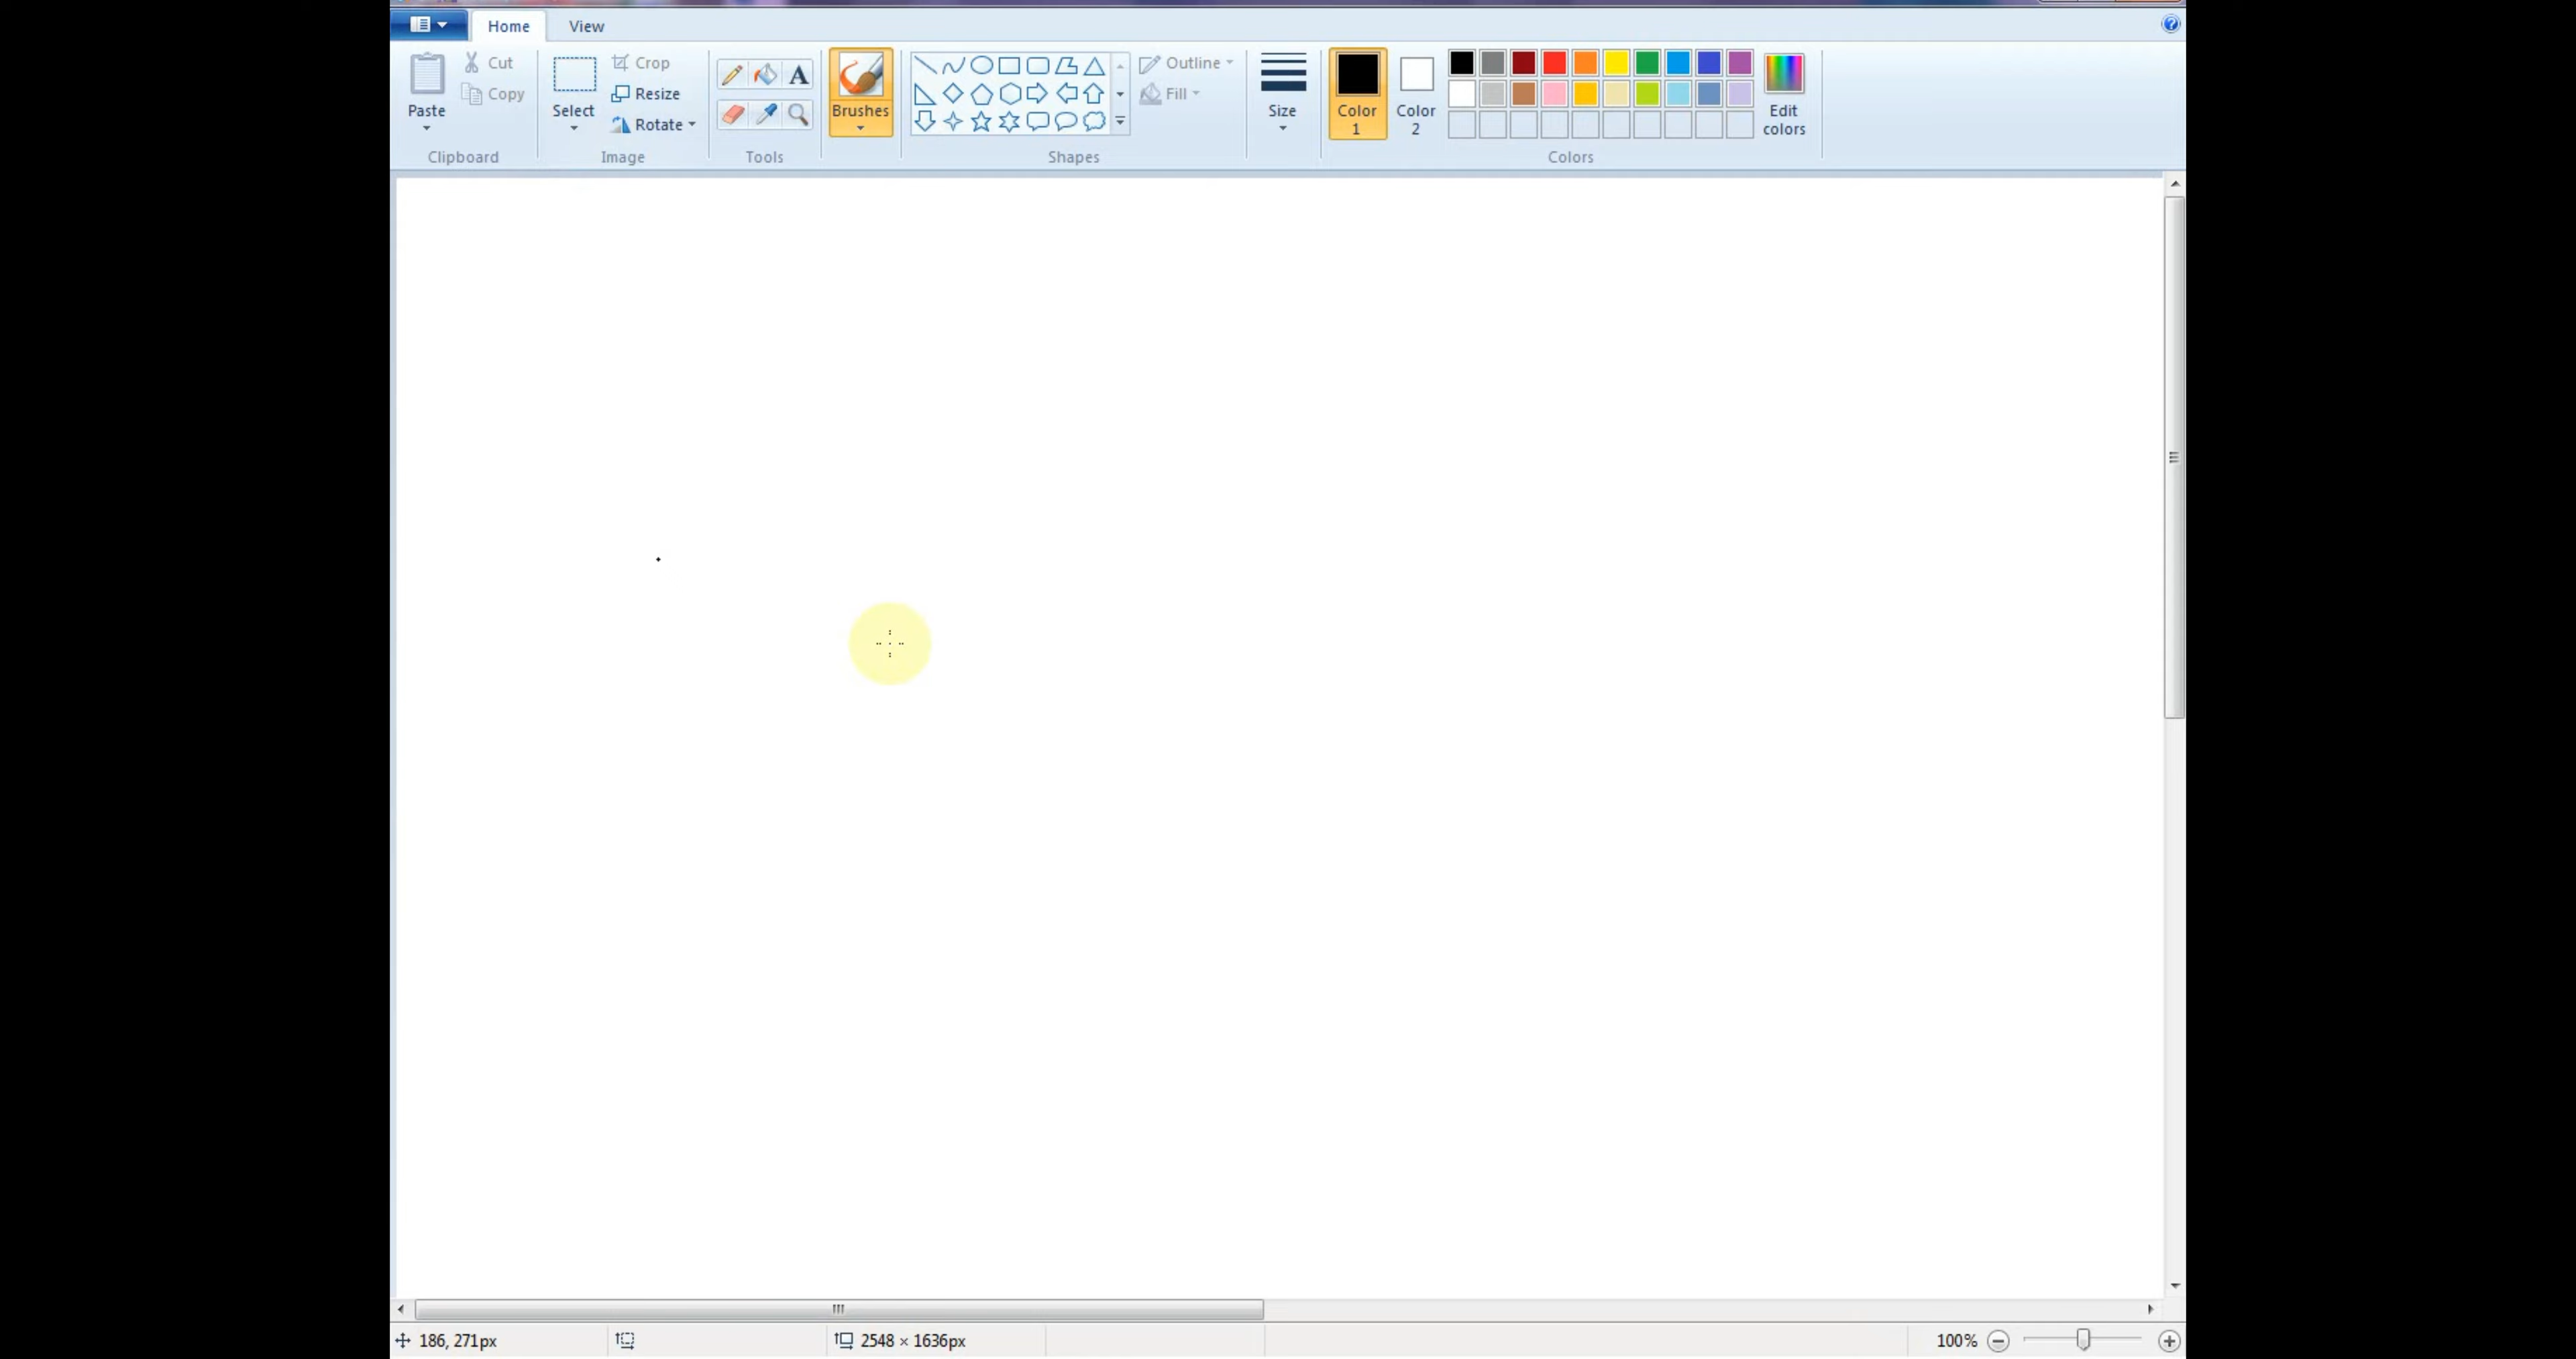 Home View
Paste Cut Copy Select Crop Resize Rotate A Brushes Outline Fill Size Color 1 Color 2 Edit colors
Clipboard Image Tools Shapes Colors
186, 271px 2548 × 1636px 100%